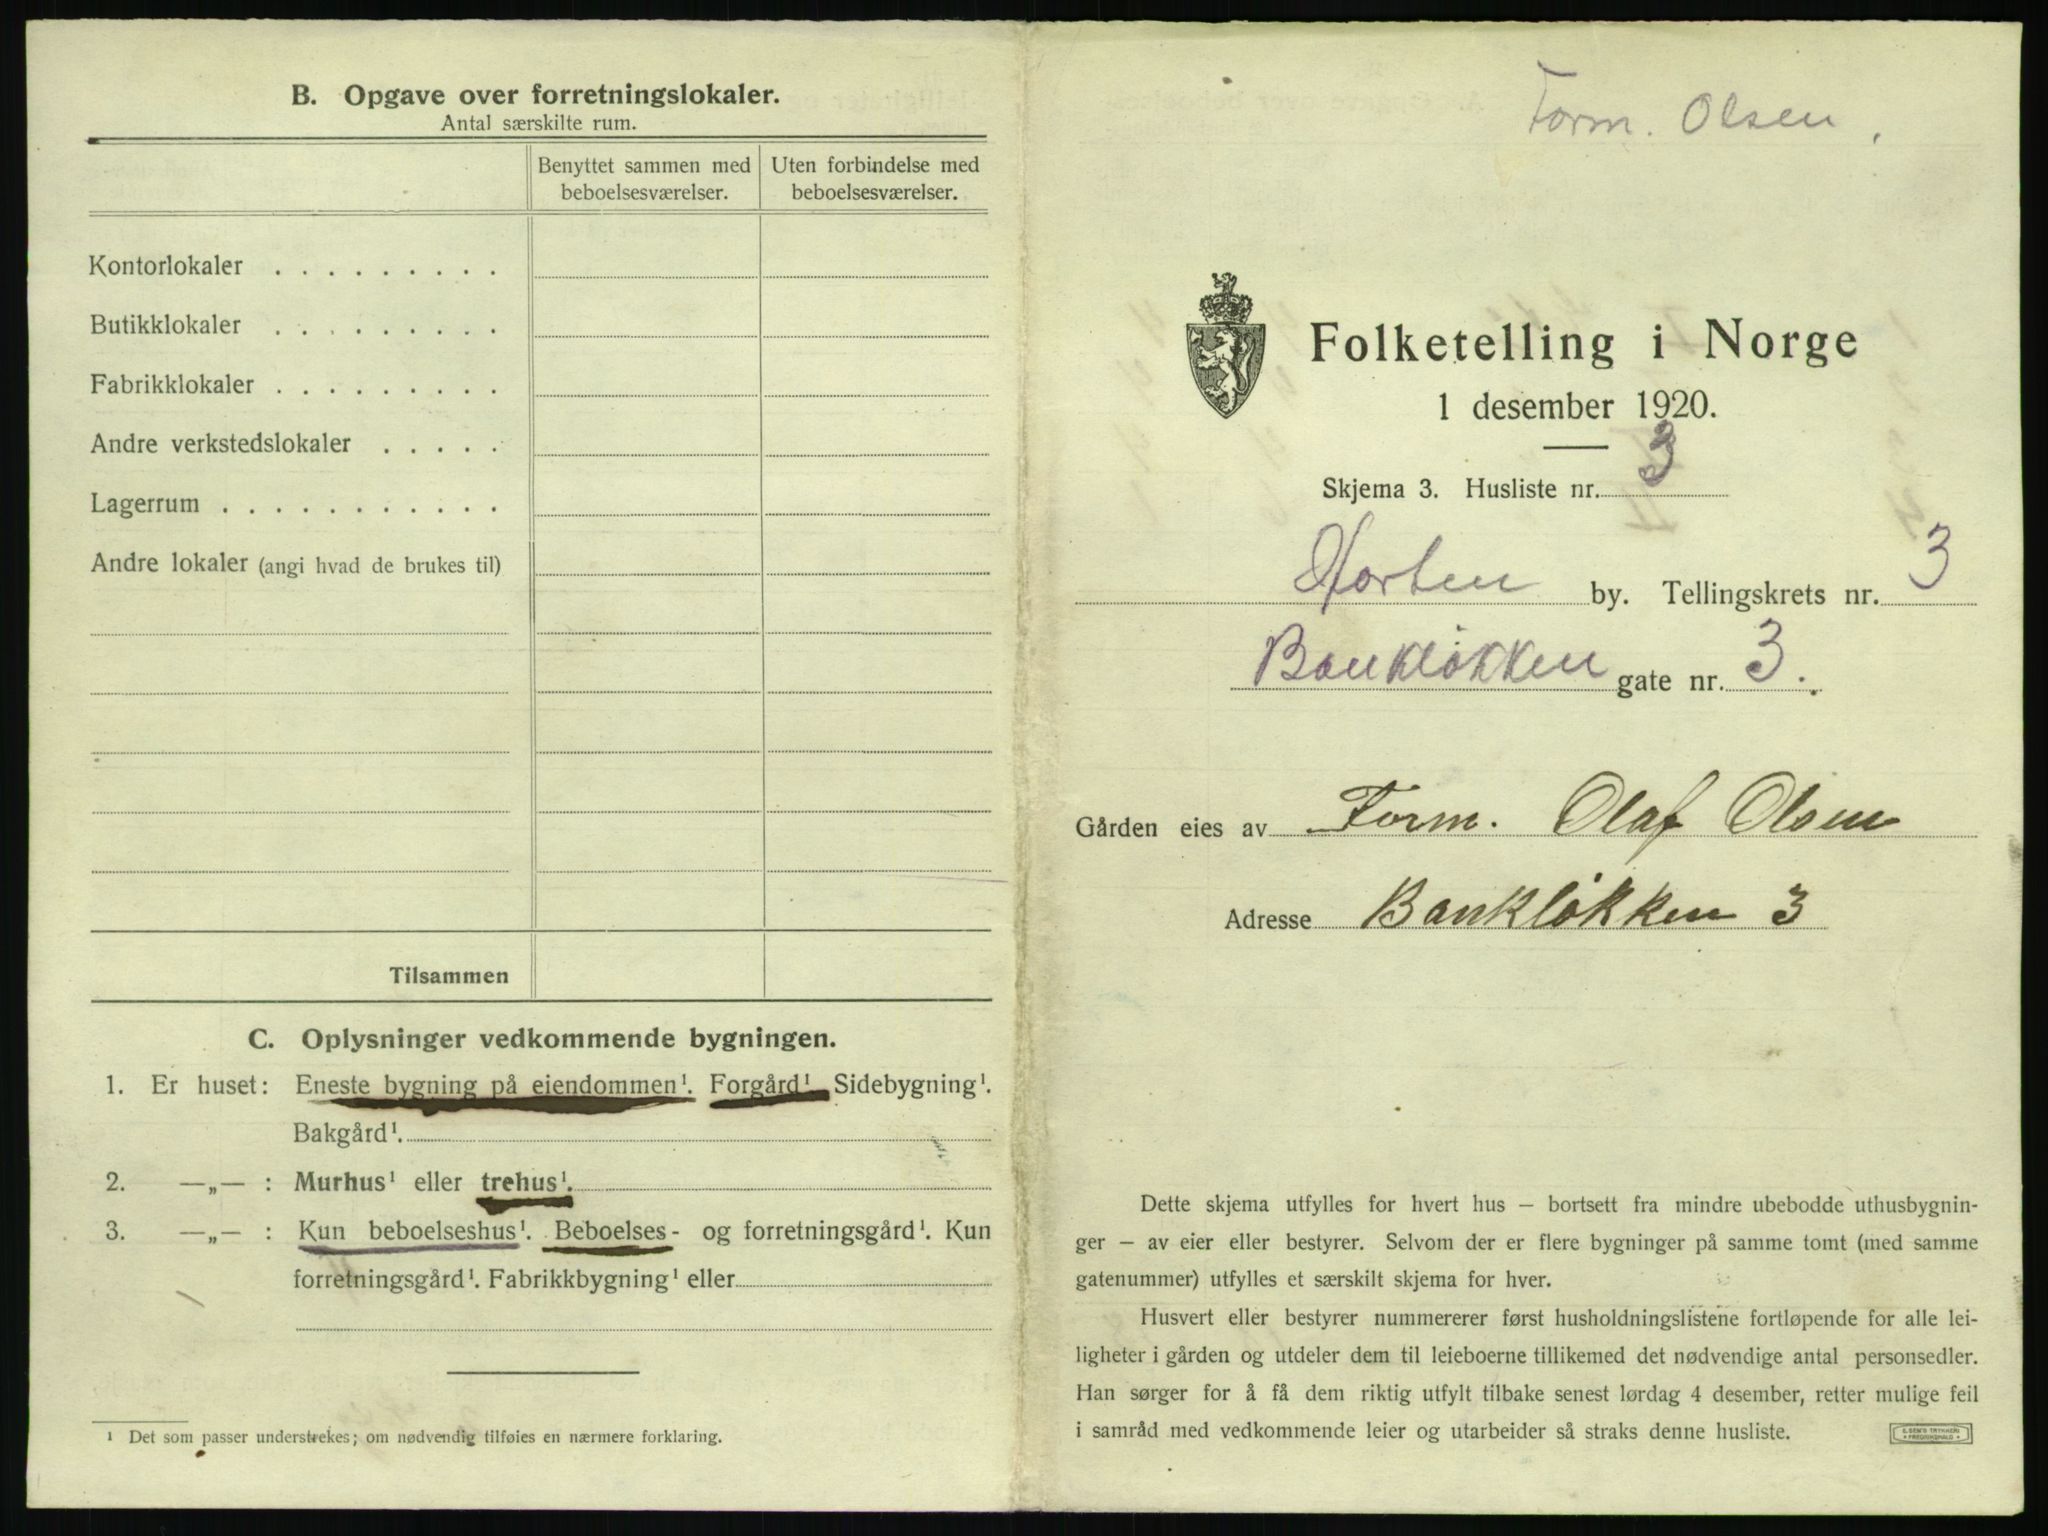 B. Opgave over forretningslokaler.
Antal særskilte rum.
Benyttet sammen med beboelsesværelser.
Uten forbindelse med beboelsesværelser.
Kontorlokaler . . . . . . . . .
Butikklokaler . . . . . . . . .
Fabrikklokaler . . . . . . . . .
Andre verkstedslokaler . . . . .
Lagerrum . . . . . . . . . . . .
Andre lokaler (angi hvad de brukes til)
Tilsammen
C. Oplysninger vedkommende bygningen.
1. Er huset: Eneste bygning på eiendommen¹. Forgård¹ Sidebygning¹.
Bakgård¹.
2. —„— : Murhus¹ eller trehus¹.
3. —„— : Kun beboelseshus¹. Beboelses- og forretningsgård¹. Kun
forretningsgård¹. Fabrikkbygning¹ eller
¹ Det som passer understrekes; om nødvendig tilføies en nærmere forklaring.
Form. Olsen.
Folketelling i Norge
1 desember 1920.
Skjema 3. Husliste nr. 3
Horten by. Tellingskrets nr. 3
Bankløkken gate nr. 3.
Gården eies av Form. Olaf Olsen
Adresse Bankløkken 3
Dette skjema utfylles for hvert hus – bortsett fra mindre ubebodde uthusbygnin-
ger – av eier eller bestyrer. Selvom der er flere bygninger på samme tomt (med samme
gatenummer) utfylles et særskilt skjema for hver.
Husvert eller bestyrer nummererer først husholdningslistene fortløpende for alle lei-
ligheter i gården og utdeler dem til leieboerne tillikemed det nødvendige antal personsedler.
Han sørger for å få dem riktig utfylt tilbake senest lørdag 4 desember, retter mulige feil
i samråd med vedkommende leier og utarbeider så straks denne husliste.